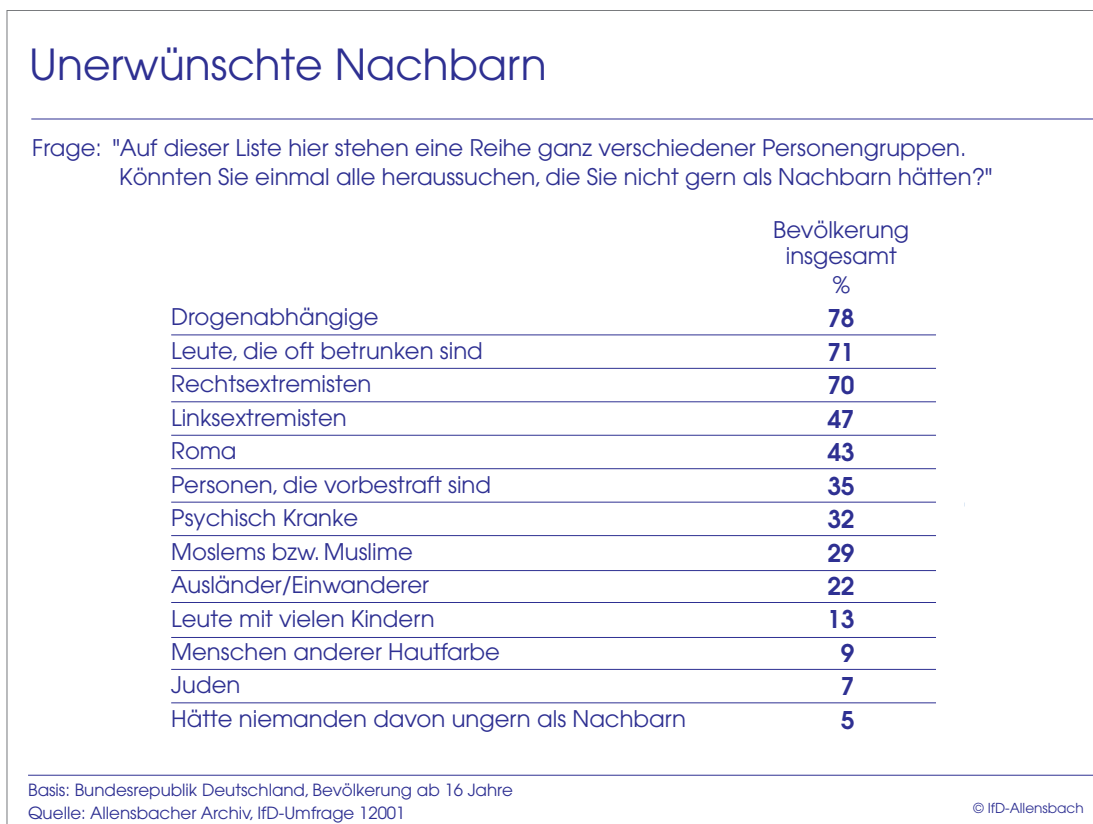 Unerwünschte Nachbarn
Frage: "Auf dieser Liste hier stehen eine Reihe ganz verschiedener Personengruppen.
Könnten Sie einmal alle heraussuchen, die Sie nicht gern als Nachbarn hätten?"
Bevölkerung
insgesamt
%
Drogenabhängige 78
Leute, die oft betrunken sind 71
Rechtsextremisten 70
Linksextremisten 47
Roma 43
Personen, die vorbestraft sind 35
Psychisch Kranke 32
Moslems bzw. Muslime 29
Ausländer/Einwanderer 22
Leute mit vielen Kindern 13
Menschen anderer Hautfarbe 9
Juden 7
Hätte niemanden davon ungern als Nachbarn 5
Basis: Bundesrepublik Deutschland, Bevölkerung ab 16 Jahre
Quelle: Allensbacher Archiv, IfD-Umfrage 12001
© IfD-Allensbach